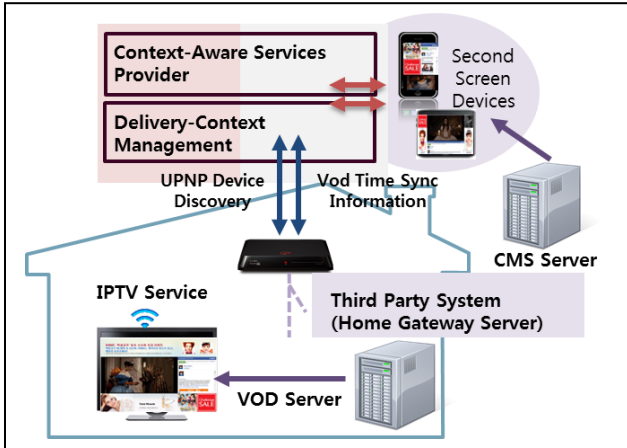 Context-Aware Services
Provider
Delivery-Context
Management
Second
Screen
Devices
UPNP Device
Discovery
Vod Time Sync
Information
CMS Server
IPTV Service
Third Party System
(Home Gateway Server)
VOD Server
SALE